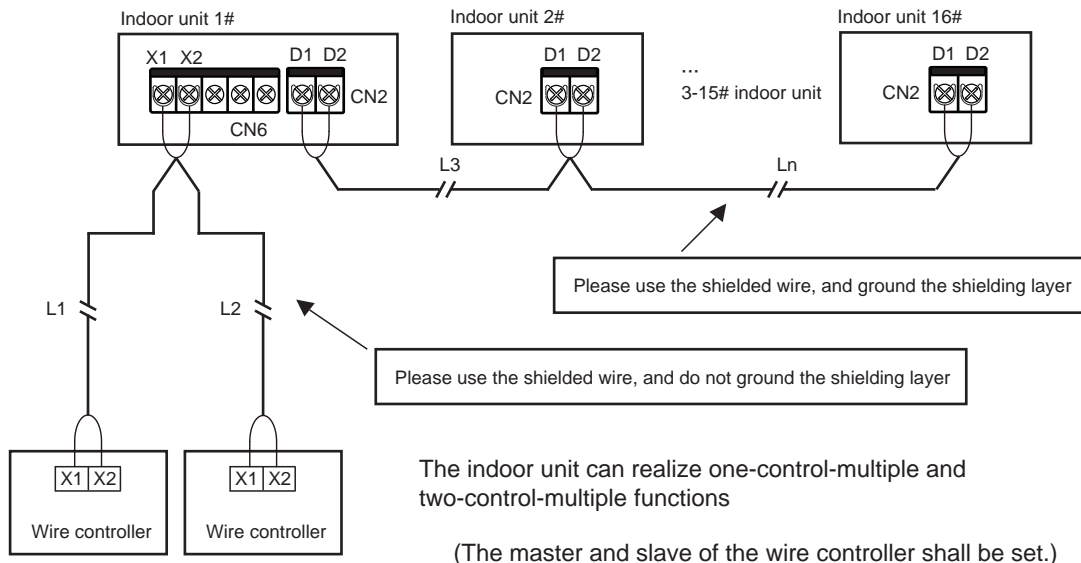 Indoor unit 1#
Indoor unit 2#
Indoor unit 16#
X1 X2
D1 D2
CN2
CN6
D1 D2
CN2
...
3-15# indoor unit
D1 D2
CN2
L3
Ln
Please use the shielded wire, and ground the shielding layer
L1
L2
Please use the shielded wire, and do not ground the shielding layer
X1 X2
Wire controller
X1 X2
Wire controller
The indoor unit can realize one-control-multiple and
two-control-multiple functions
(The master and slave of the wire controller shall be set.)